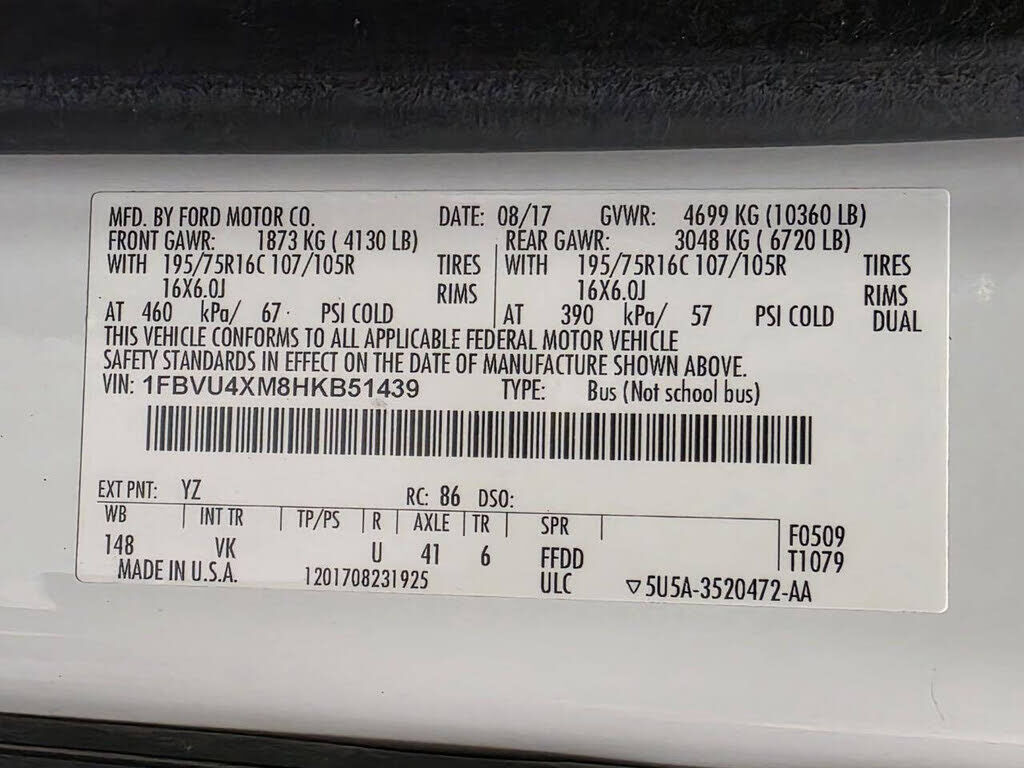 MFD. BY FORD MOTOR CO. DATE: 08/17 GVWR: 4699 KG (10360 LB)
FRONT GAWR: 1873 KG ( 4130 LB) REAR GAWR: 3048 KG ( 6720 LB)
WITH 195/75R16C 107/105R TIRES WITH 195/75R16C 107/105R TIRES
16X6.0J RIMS 16X6.0J RIMS
AT 460 kPa/ 67 PSI COLD AT 390 kPa/ 57 PSI COLD DUAL
THIS VEHICLE CONFORMS TO ALL APPLICABLE FEDERAL MOTOR VEHICLE
SAFETY STANDARDS IN EFFECT ON THE DATE OF MANUFACTURE SHOWN ABOVE.
VIN: 1FBVU4XM8HKB51439 TYPE: Bus (Not school bus)
EXT PNT: YZ RC: 86 DSO:
WB INT TR TP/PS R AXLE TR SPR F0509
148 VK U 41 6 FFDD T1079
MADE IN U.S.A. 1201708231925 ULC ▽5U5A-3520472-AA